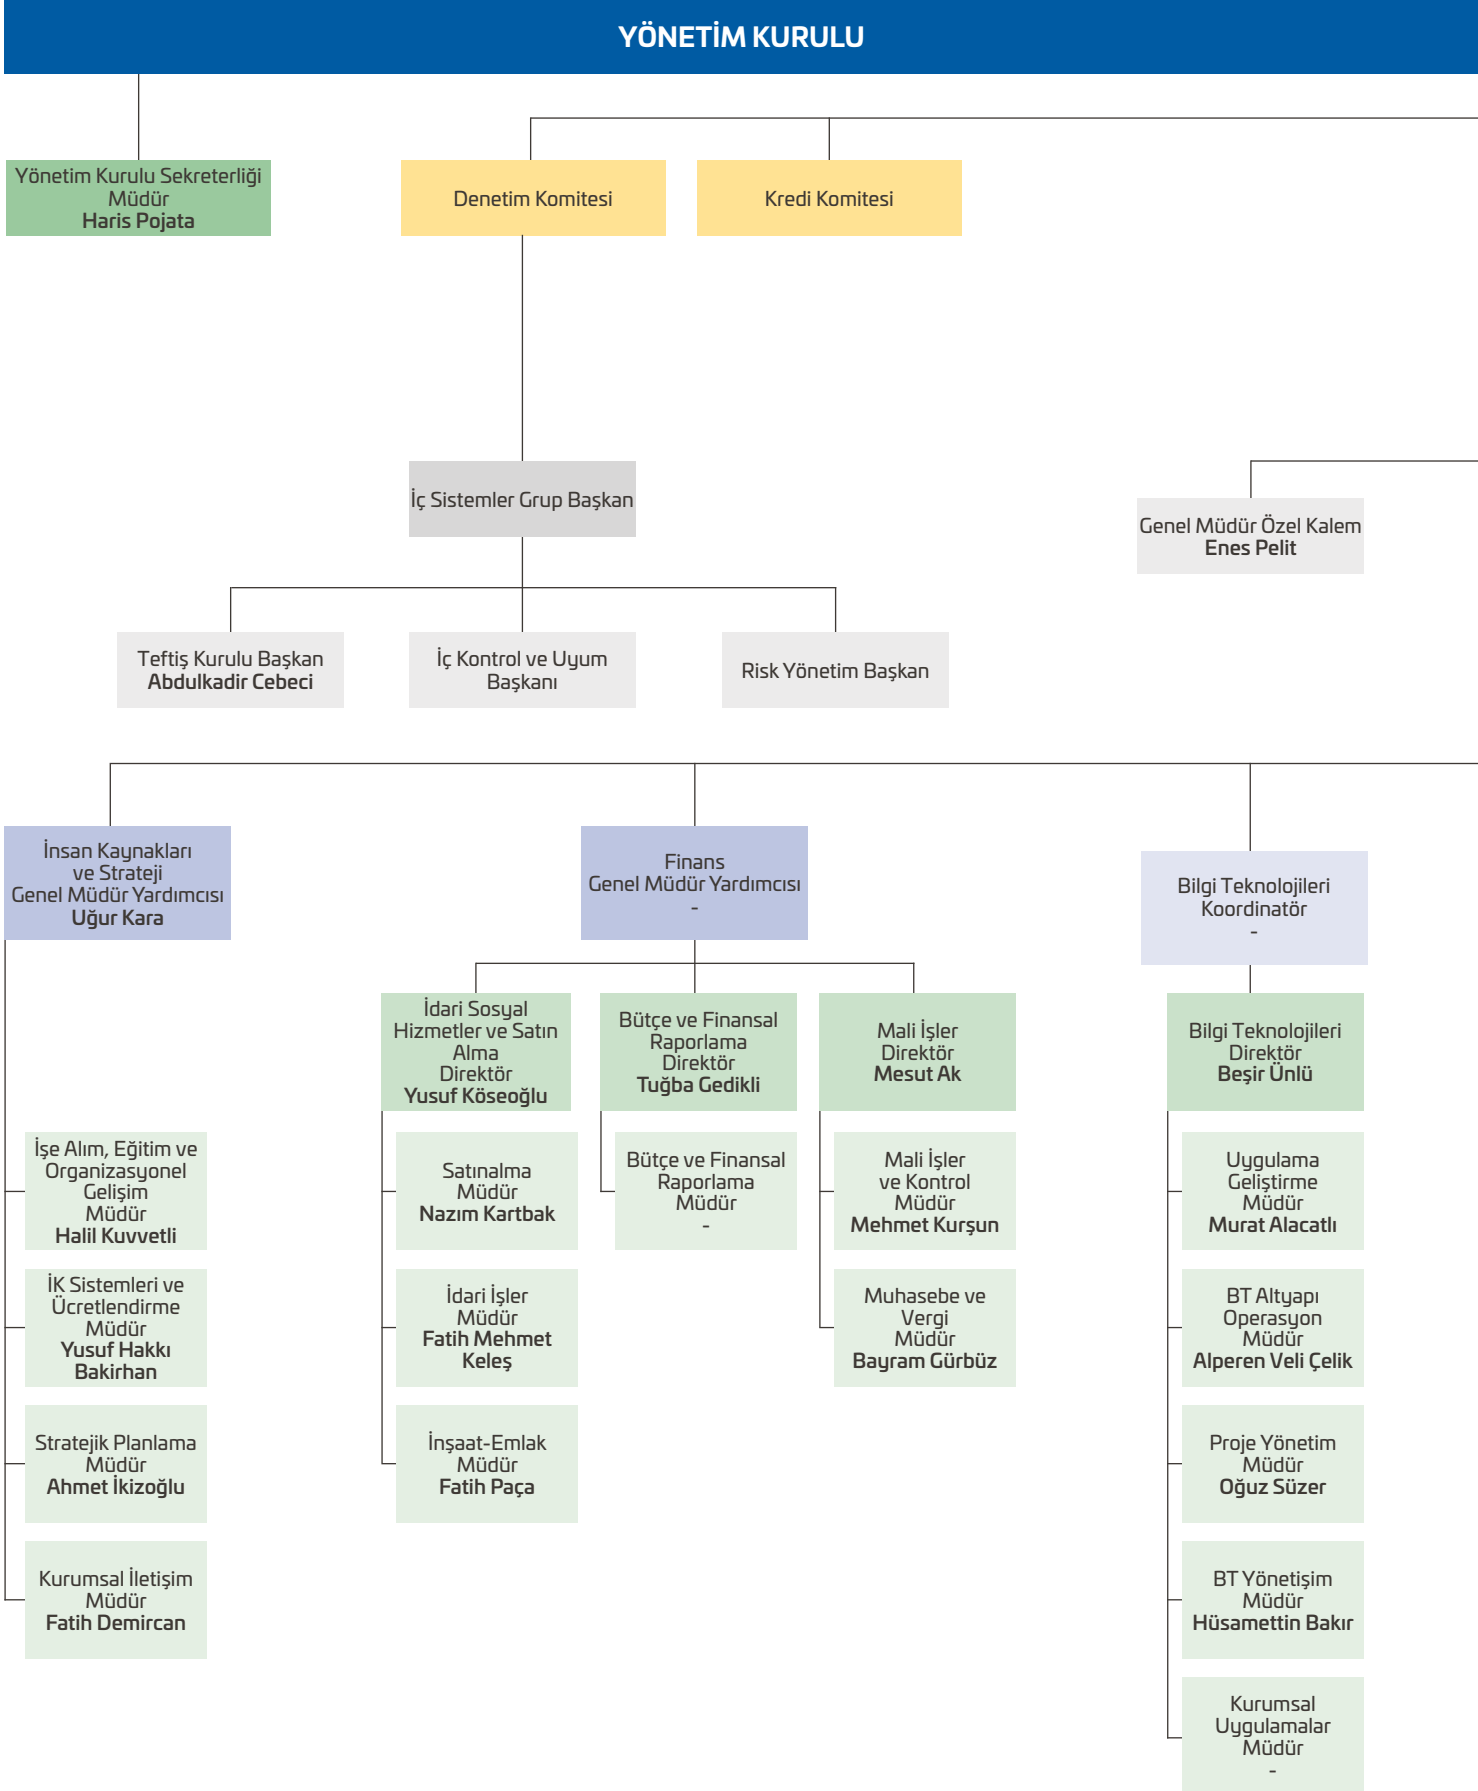 YÖNETİM KURULU
Yönetim Kurulu Sekreterliği
Müdür
Haris Pojata
Denetim Komitesi
Kredi Komitesi
İç Sistemler Grup Başkan
Genel Müdür Özel Kalem
Enes Pelit
Teftiş Kurulu Başkan
Abdulkadir Cebeci
İç Kontrol ve Uyum
Başkanı
Risk Yönetim Başkan
İnsan Kaynakları
ve Strateji
Genel Müdür Yardımcısı
Uğur Kara
Finans
Genel Müdür Yardımcısı
-
Bilgi Teknolojileri
Koordinatör
-
İdari Sosyal
Hizmetler ve Satın
Alma
Direktör
Yusuf Köseoğlu
Bütçe ve Finansal
Raporlama
Direktör
Tuğba Gedikli
Mali İşler
Direktör
Mesut Ak
Bilgi Teknolojileri
Direktör
Beşir Ünlü
İşe Alım, Eğitim ve
Organizasyonel
Gelişim
Müdür
Halil Kuvvetli
Satınalma
Müdür
Nazım Kartbak
Bütçe ve Finansal
Raporlama
Müdür
-
Mali İşler
ve Kontrol
Müdür
Mehmet Kurşun
Uygulama
Geliştirme
Müdür
Murat Alacatlı
İK Sistemleri ve
Ücretlendirme
Müdür
Yusuf Hakkı
Bakirhan
İdari İşler
Müdür
Fatih Mehmet
Keleş
Muhasebe ve
Vergi
Müdür
Bayram Gürbüz
BT Altyapı
Operasyon
Müdür
Alperen Veli Çelik
Stratejik Planlama
Müdür
Ahmet İkizoğlu
İnşaat-Emlak
Müdür
Fatih Paça
Proje Yönetim
Müdür
Oğuz Süzer
Kurumsal İletişim
Müdür
Fatih Demircan
BT Yönetişim
Müdür
Hüsamettin Bakır
Kurumsal
Uygulamalar
Müdür
-